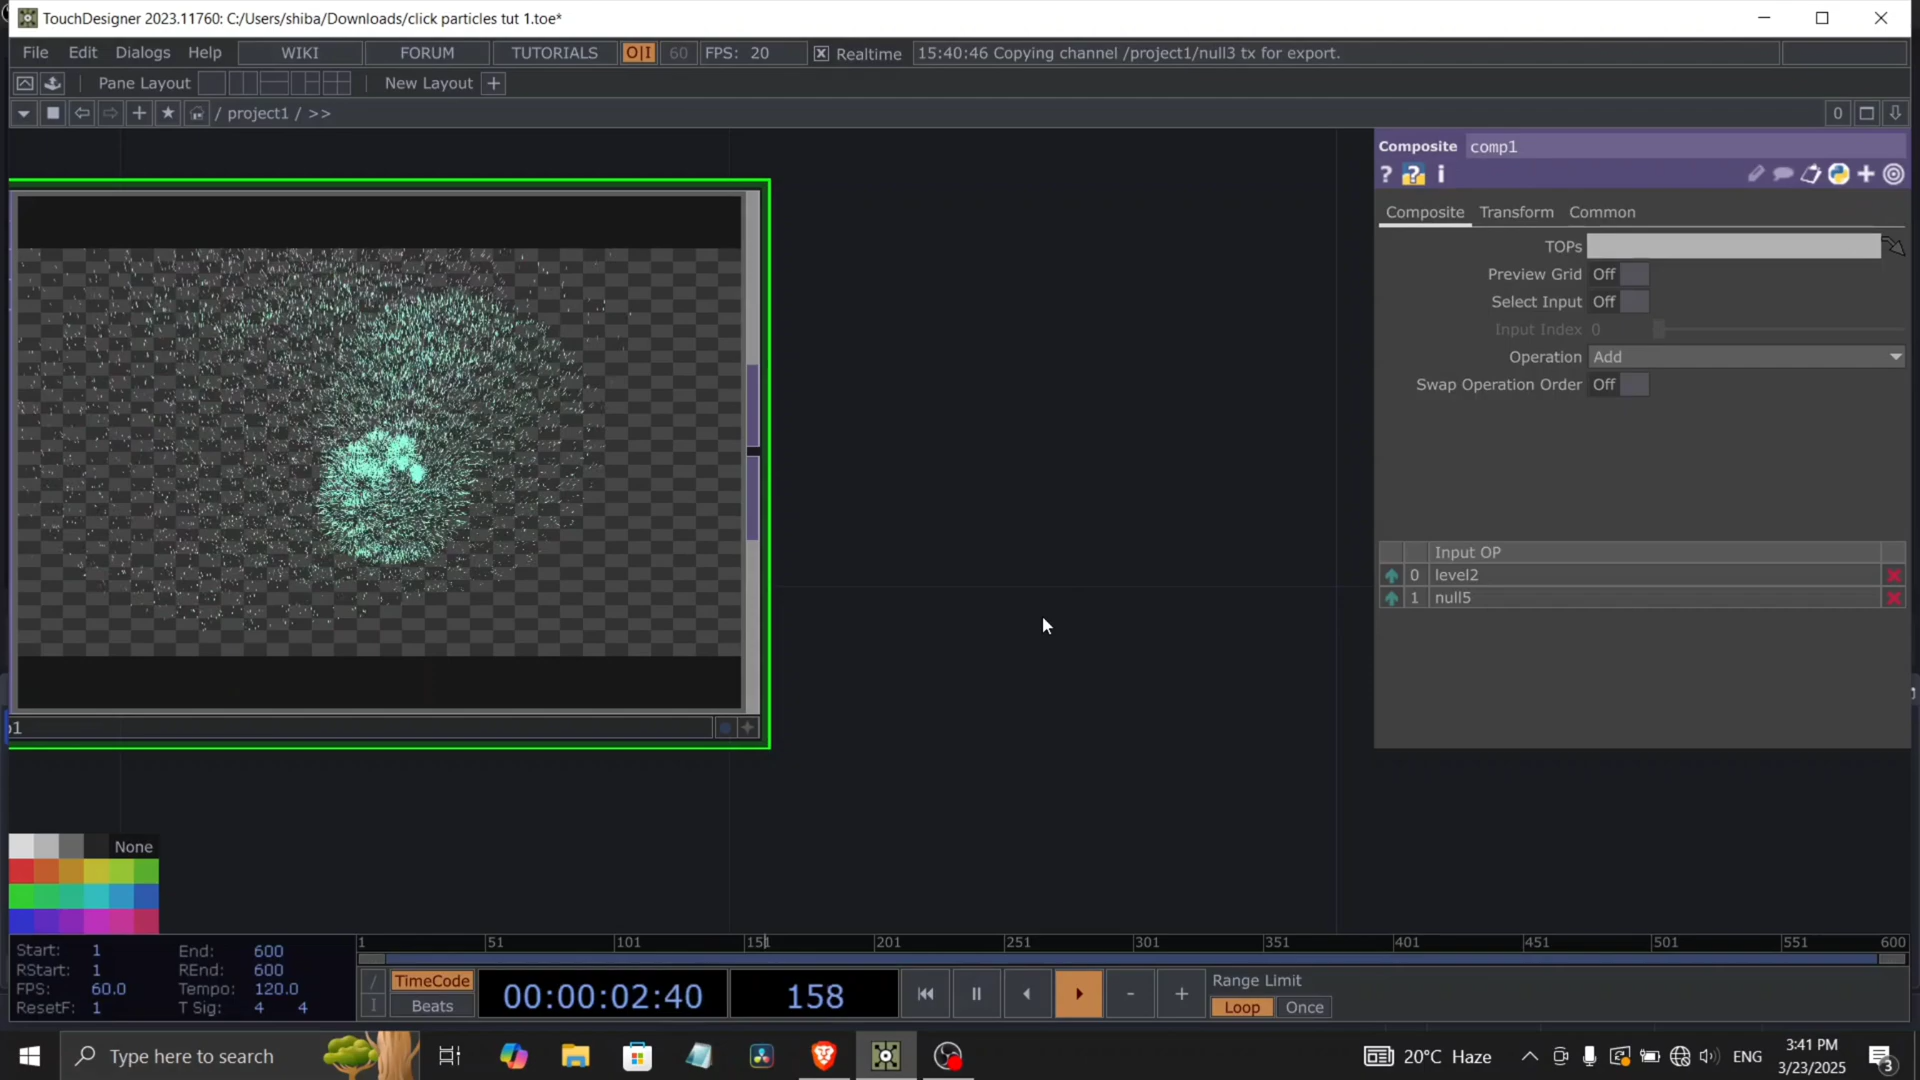 TouchDesigner 2023.11760: C:/Users/shiba/Downloads/click particles tut 1.toe*
File Edit Dialogs Help WIKI FORUM TUTORIALS O|I 60 FPS: 20 Realtime 15:40:46 Copying channel /project1/null3 tx for export.
Pane Layout New Layout +
/ project1 / >> 0
Composite comp1
? ? i
Composite Transform Common
TOPs
Preview Grid Off
Select Input Off
Input Index 0
Operation Add
Swap Operation Order Off
Input OP
0 level2
1 null5
1
None
Start: 1 End: 600
RStart: 1 REnd: 600
FPS: 60.0 Tempo: 120.0
ResetF: 1 T Sig: 4 4
1 51 101 151 201 251 301 351 401 451 501 551 600
TimeCode
Beats
00:00:02:40
158
- +
Range Limit
Loop Once
Type here to search
20°C Haze
ENG
3:41 PM
3/23/2025
3